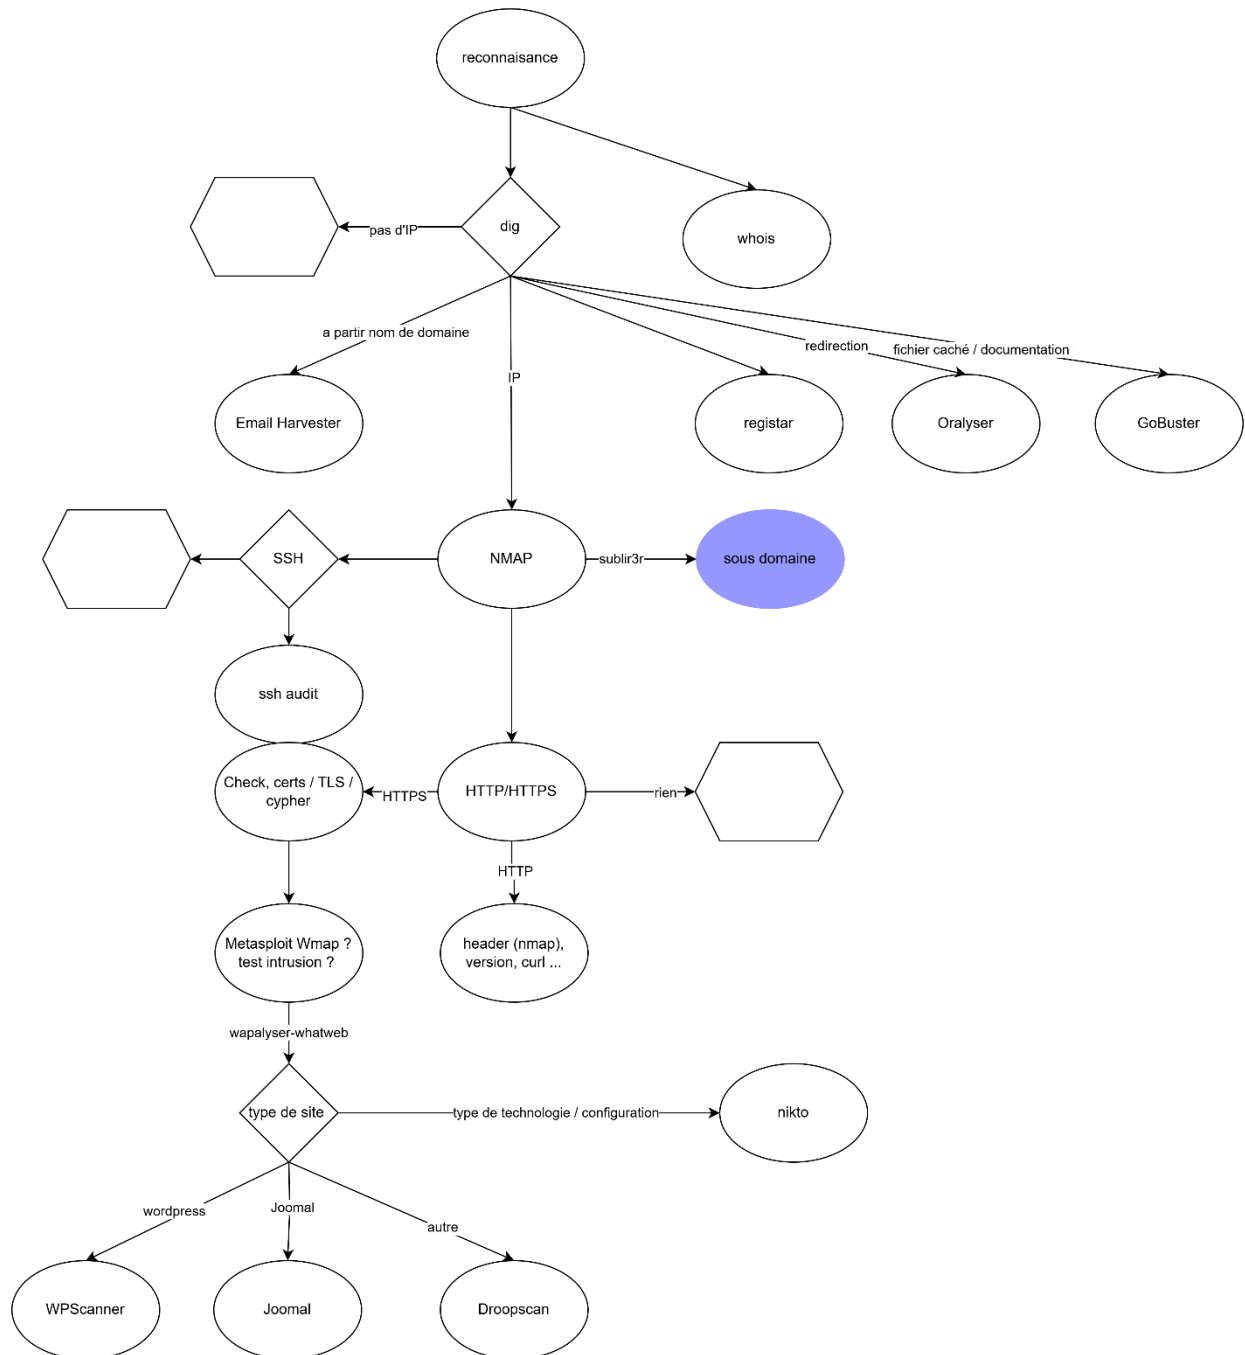 reconnaisance
pas d'IP
dig
whois
a partir nom de domaine
IP
redirection
fichier caché / documentation
Email Harvester
registar
Oralyser
GoBuster
SSH
NMAP
sublir3r
sous domaine
ssh audit
Check, certs / TLS /
cypher
HTTPS
HTTP/HTTPS
rien
HTTP
Metasploit Wmap ?
test intrusion ?
header (nmap),
version, curl ...
wapalyser-whatweb
type de site
type de technologie / configuration
nikto
wordpress
Joomal
autre
WPScanner
Joomal
Droopscan